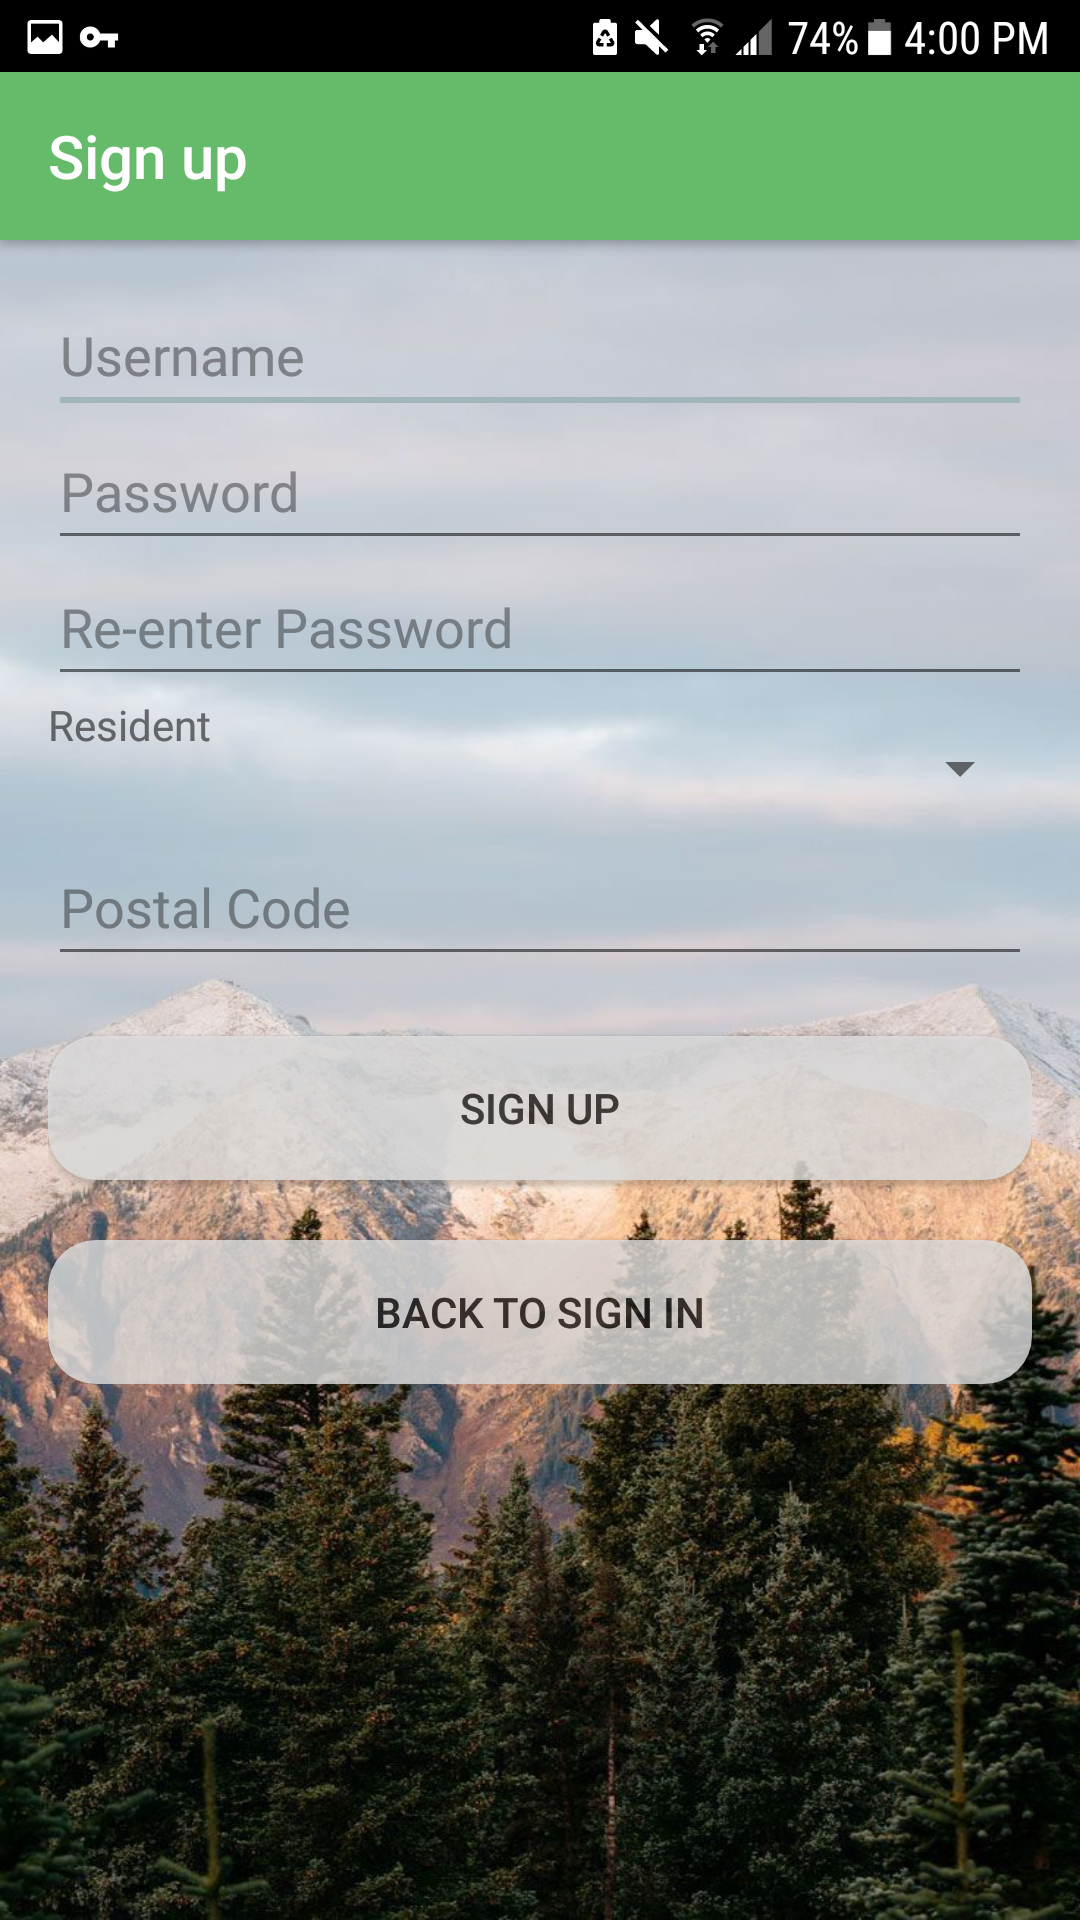 74% 4:00 PM
Sign up
Username
Password
Re-enter Password
Resident
Postal Code
SIGN UP
BACK TO SIGN IN